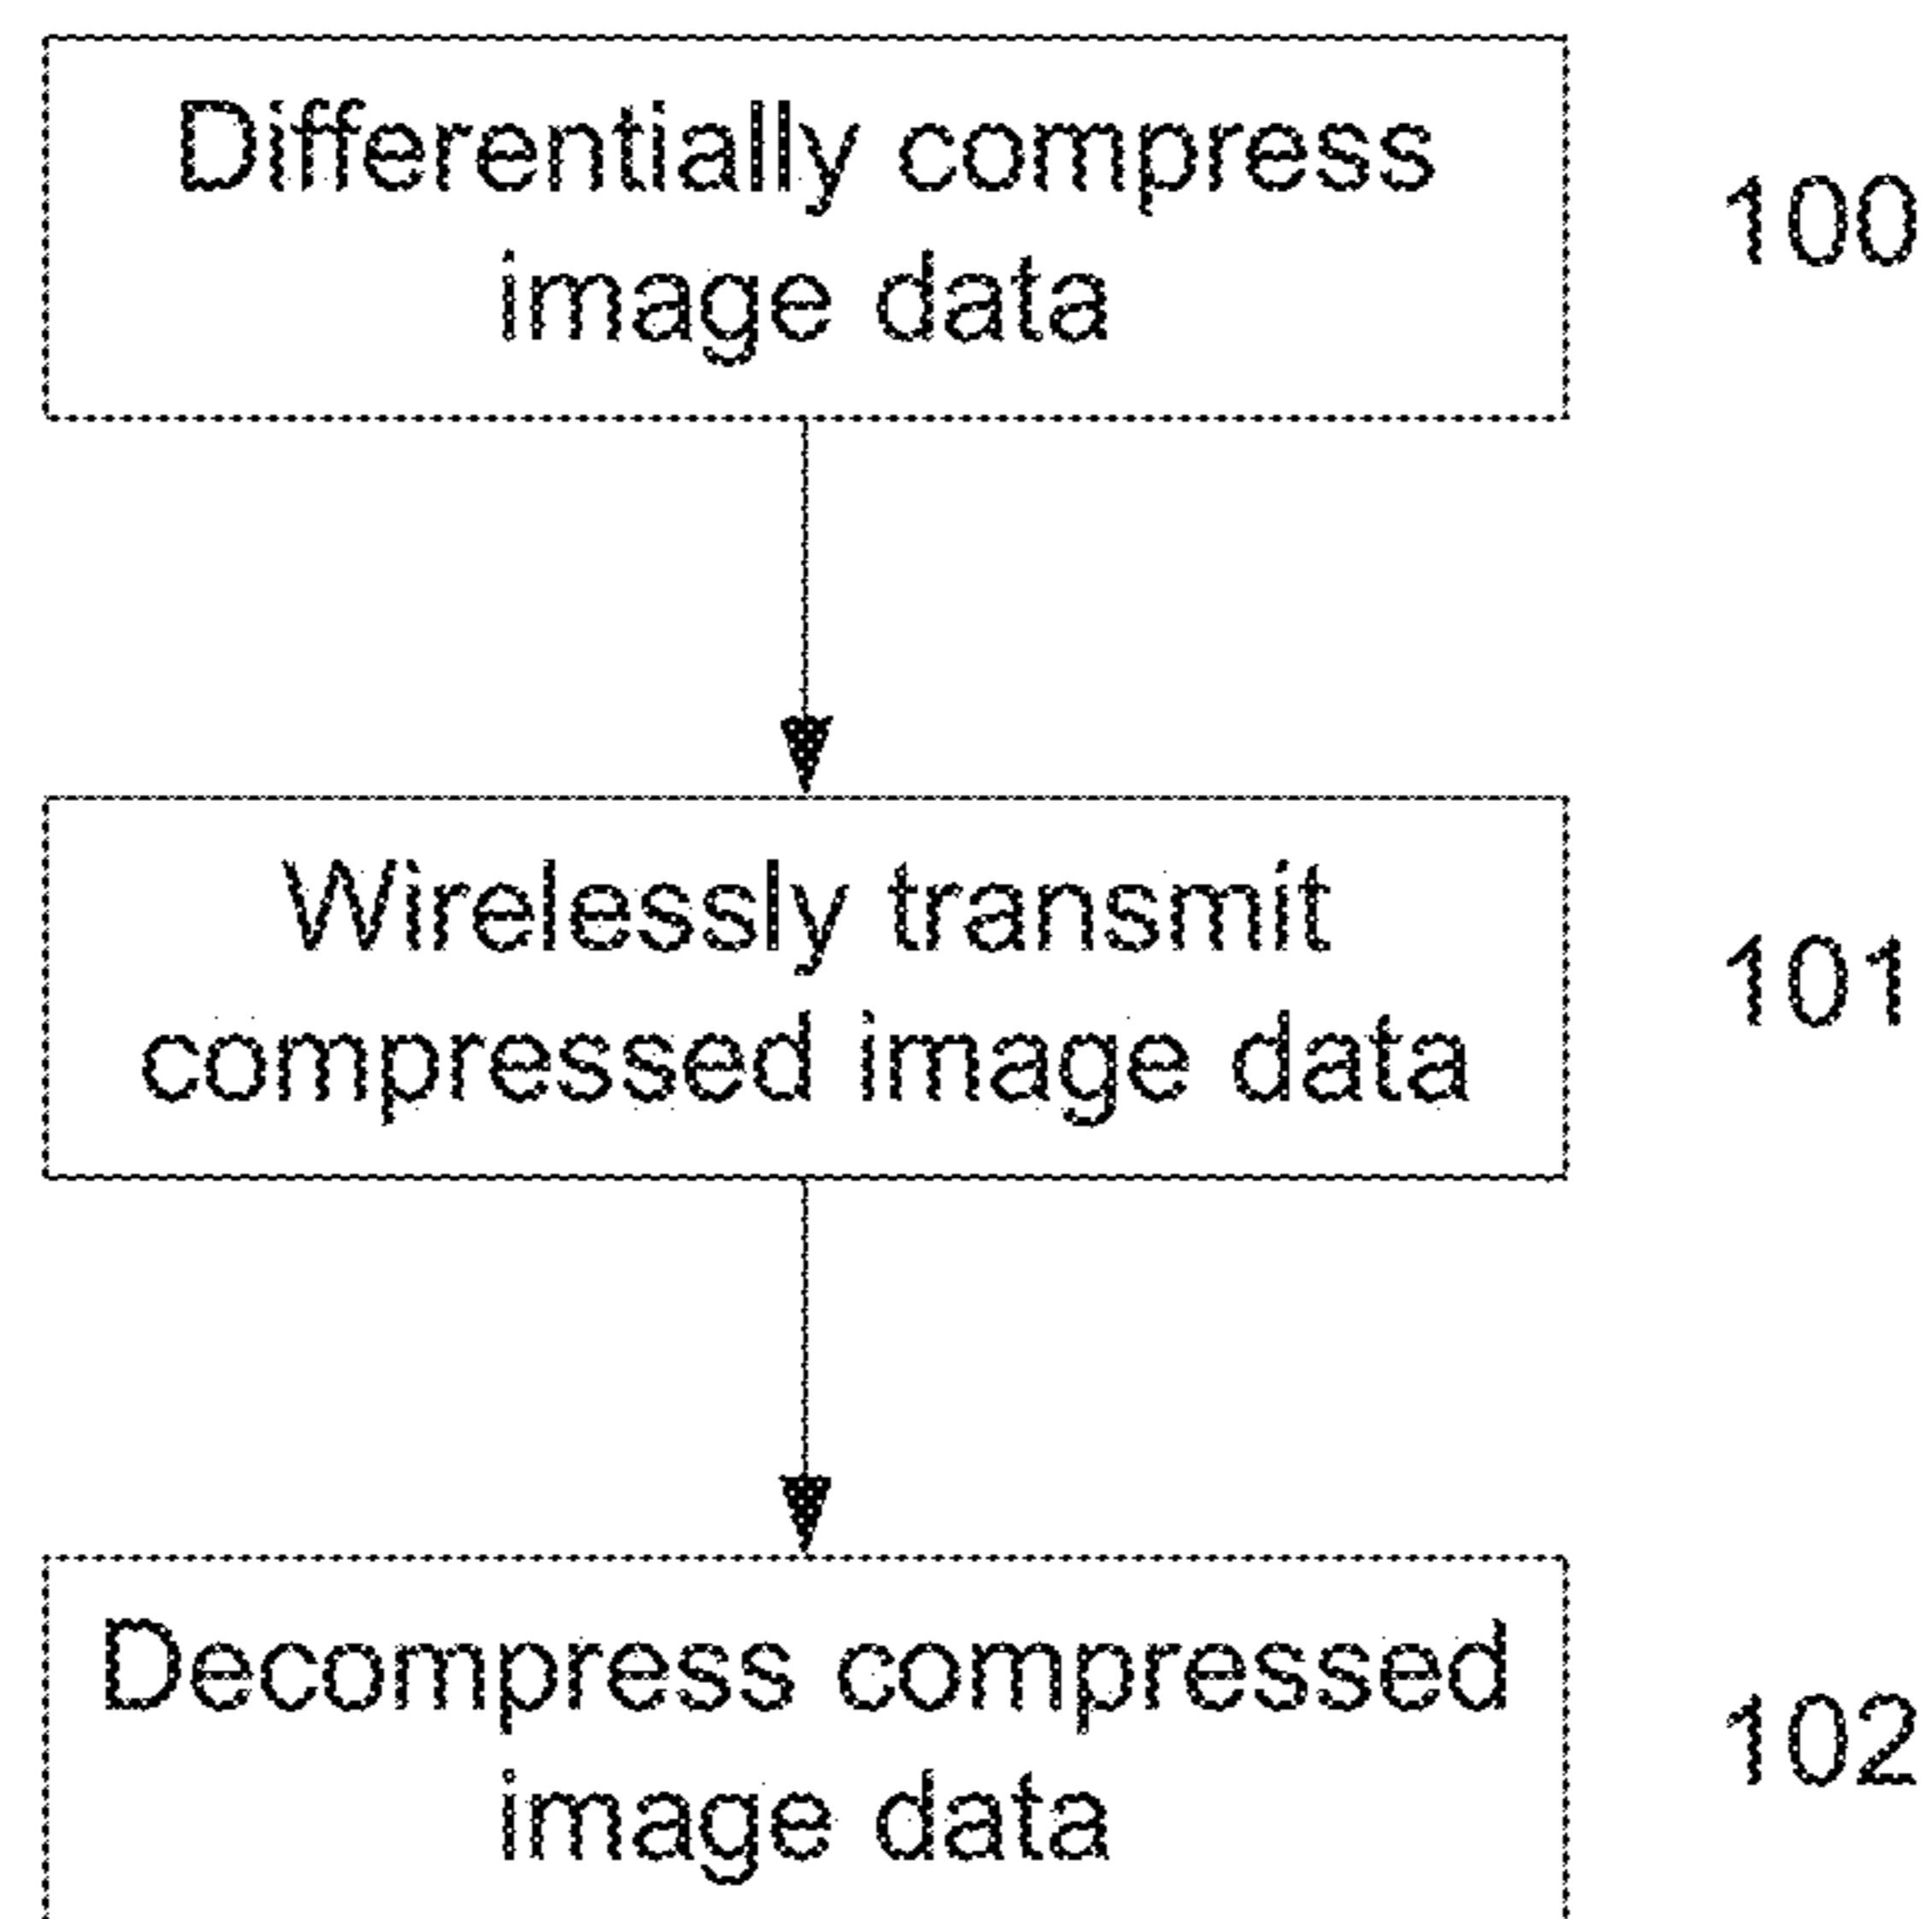 Differentially compress
image data
100
Wirelessly transmit
compressed image data
101
Decompress compressed
image data
102